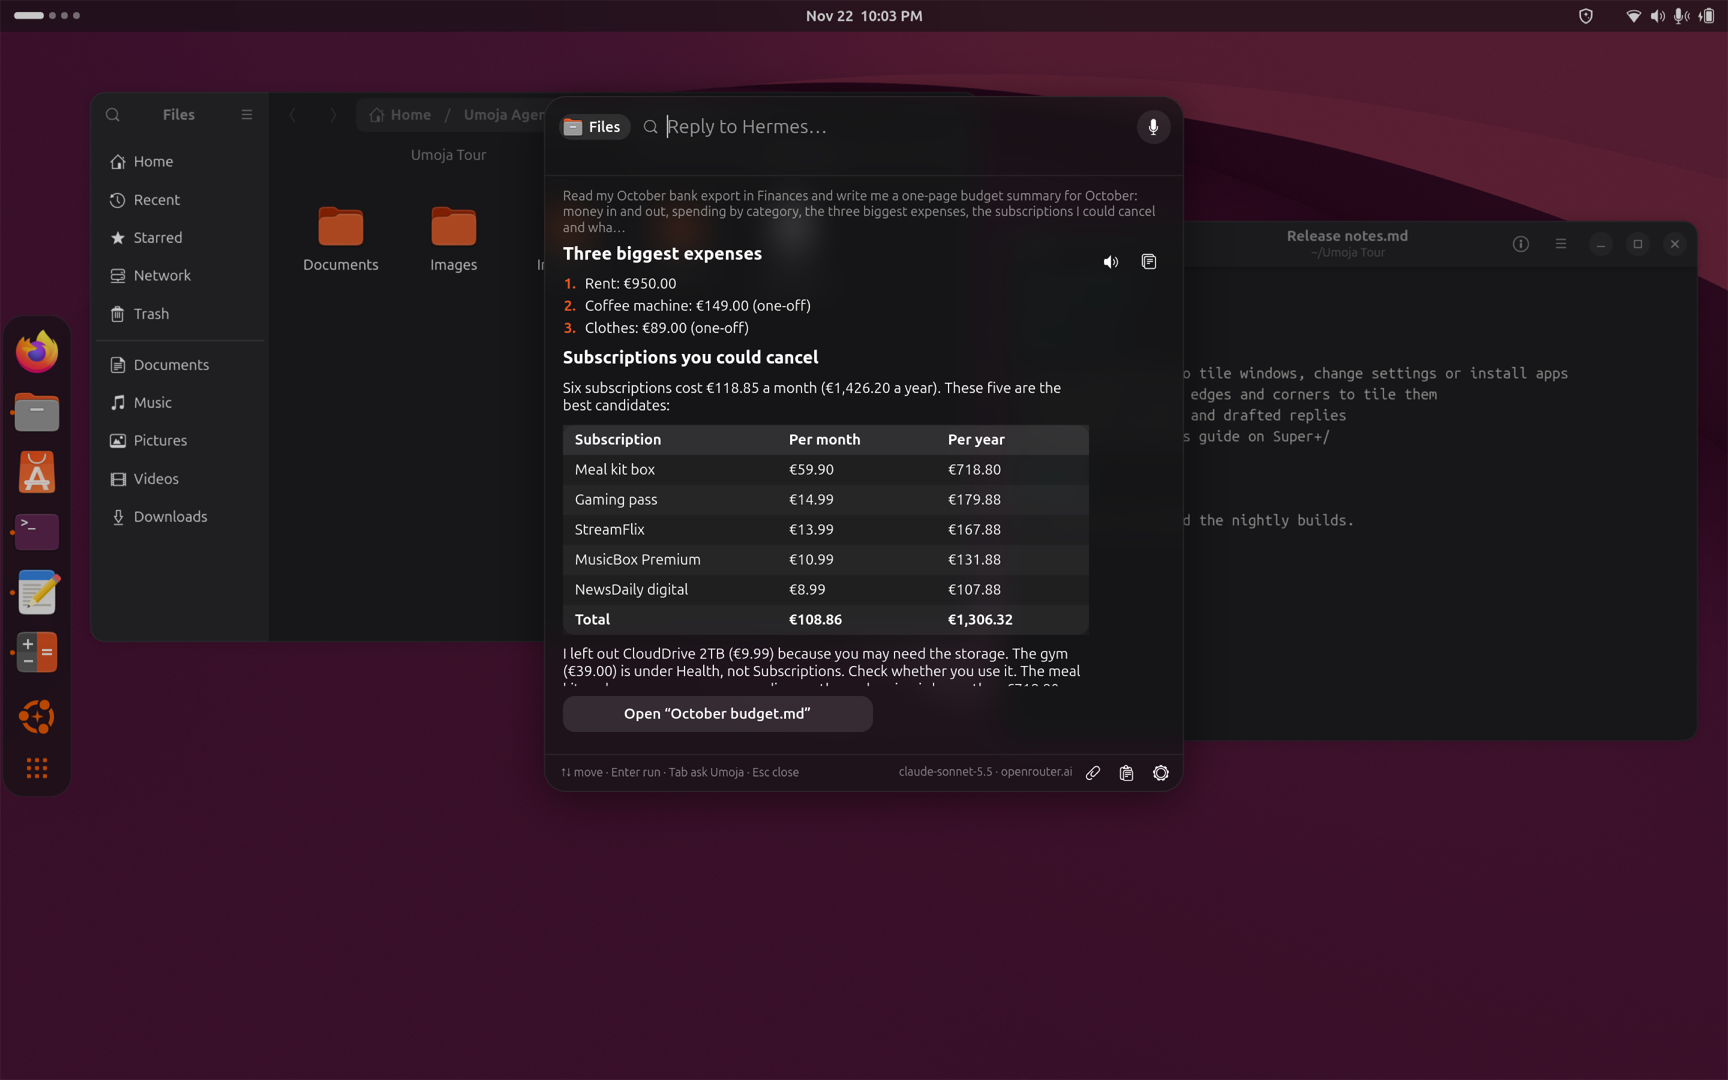 Nov 22 10:03 PM
Files
Home / Umoja Agen
Umoja Tour
Home
Recent
Starred
Network
Trash
Documents
Music
Pictures
Videos
Downloads
Documents
Images
Files
Reply to Hermes…
Read my October bank export in Finances and write me a one-page budget summary for October:
money in and out, spending by category, the three biggest expenses, the subscriptions I could cancel
and wha…
Three biggest expenses
1. Rent: €950.00
2. Coffee machine: €149.00 (one-off)
3. Clothes: €89.00 (one-off)
Subscriptions you could cancel
Six subscriptions cost €118.85 a month (€1,426.20 a year). These five are the
best candidates:
Subscription Per month Per year
Meal kit box €59.90 €718.80
Gaming pass €14.99 €179.88
StreamFlix €13.99 €167.88
MusicBox Premium €10.99 €131.88
NewsDaily digital €8.99 €107.88
Total €108.86 €1,306.32
I left out CloudDrive 2TB (€9.99) because you may need the storage. The gym
(€39.00) is under Health, not Subscriptions. Check whether you use it. The meal
Open “October budget.md”
↑↓ move · Enter run · Tab ask Umoja · Esc close
claude-sonnet-5.5 · openrouter.ai
Release notes.md
~/Umoja Tour
o tile windows, change settings or install apps
edges and corners to tile them
and drafted replies
s guide on Super+/
d the nightly builds.